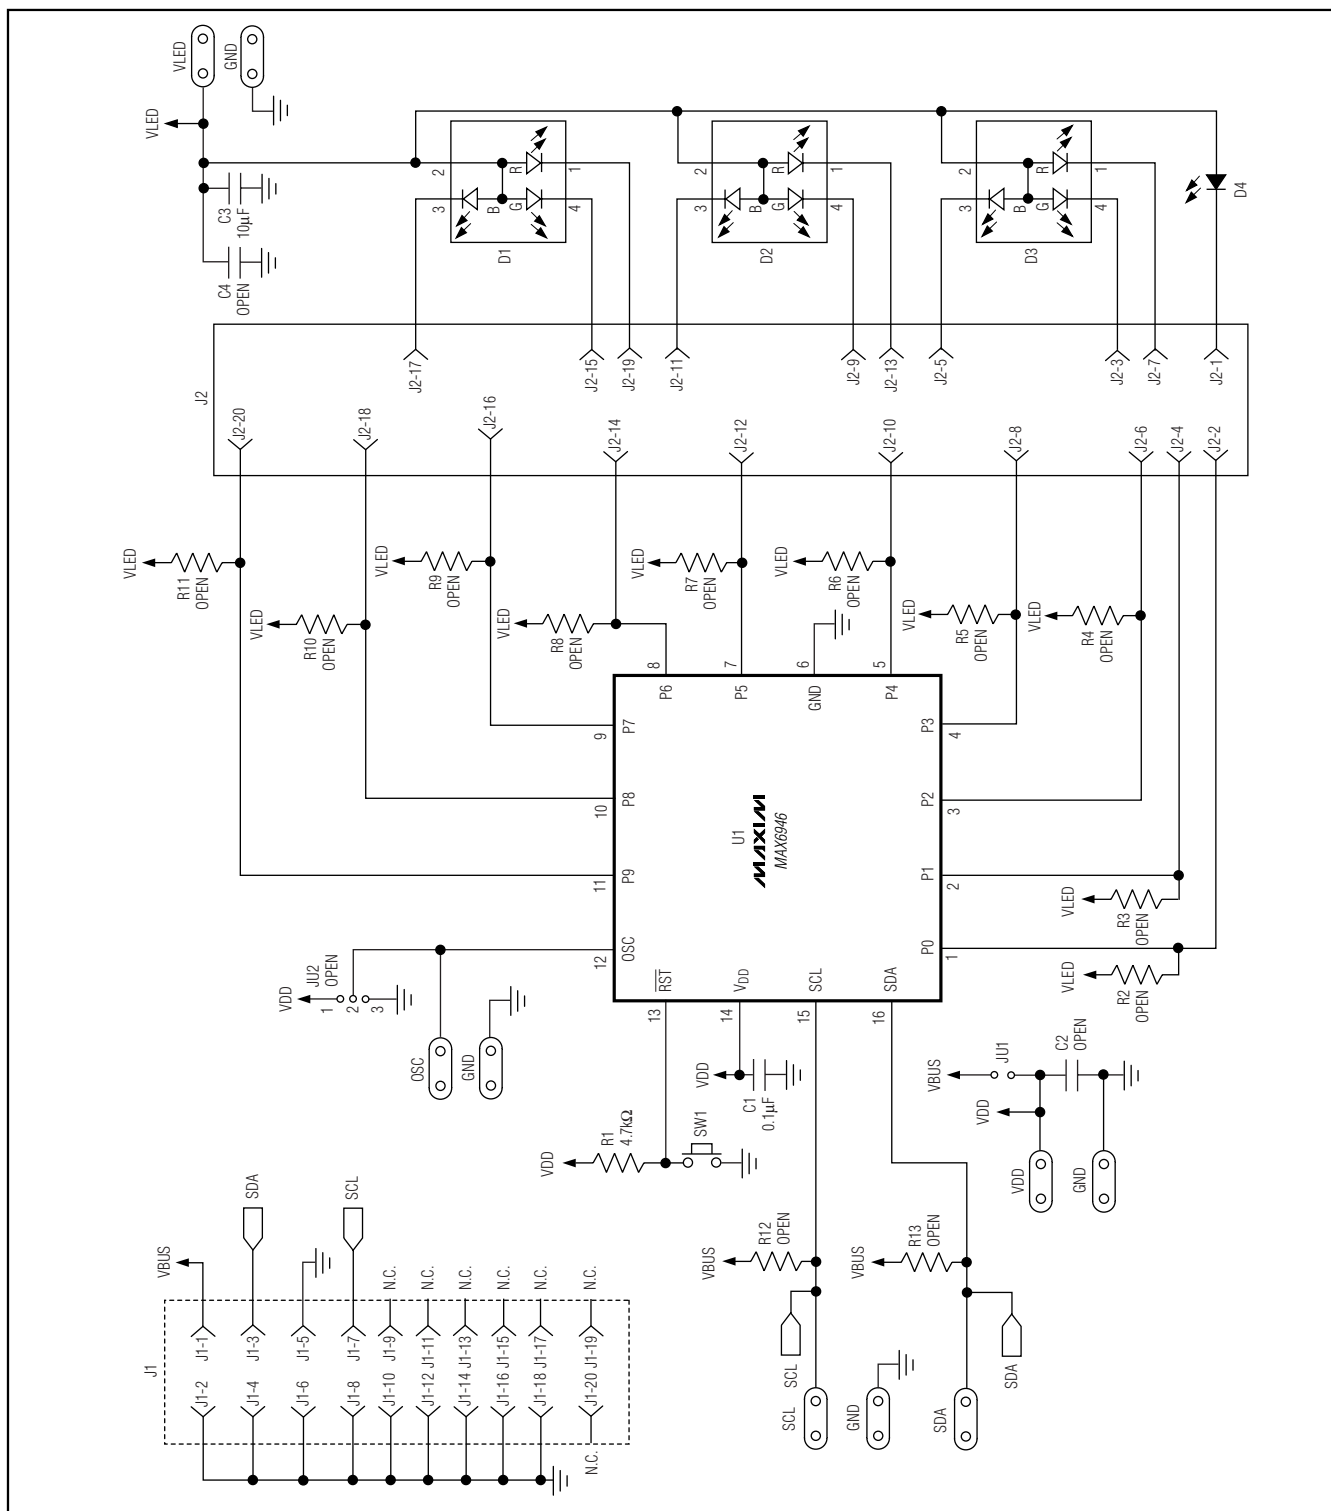 VLED
GND
VLED
C3
10µF
C4
OPEN
2
3
R
B
G
1
4
D1
2
3
R
B
G
1
4
D2
2
3
R
B
G
1
4
D3
D4
J2
J2-17
J2-15
J2-19
J2-11
J2-9
J2-13
J2-5
J2-3
J2-7
J2-1
J2-20
J2-18
J2-16
J2-14
J2-12
J2-10
J2-8
J2-6
J2-4
J2-2
VLED
R11
OPEN
VLED
R10
OPEN
VLED
R9
OPEN
VLED
R8
OPEN
VLED
R7
OPEN
VLED
R6
OPEN
VLED
R5
OPEN
VLED
R4
OPEN
VLED
R3
OPEN
VLED
R2
OPEN
8
P6
7
P5
6
GND
5
P4
9
P7
10
P8
11
P9
12
OSC
4
P3
3
P2
2
P1
1
P0
U1
MAXIM
MAX6946
RST
13
VDD
14
SCL
15
SDA
16
VDD
JU2
OPEN
1
2
3
OSC
GND
VDD
R1
4.7kΩ
SW1
VDD
C1
0.1µF
VBUS
JU1
C2
OPEN
VDD
VDD
GND
VBUS
R12
OPEN
VBUS
R13
OPEN
SCL
SCL
GND
SDA
SDA
J1
VBUS
SDA
SCL
N.C.
N.C.
N.C.
N.C.
N.C.
N.C.
J1-1
J1-3
J1-5
J1-7
J1-9
J1-11
J1-13
J1-15
J1-17
J1-19
J1-2
J1-4
J1-6
J1-8
J1-10
J1-12
J1-14
J1-16
J1-18
J1-20
N.C.